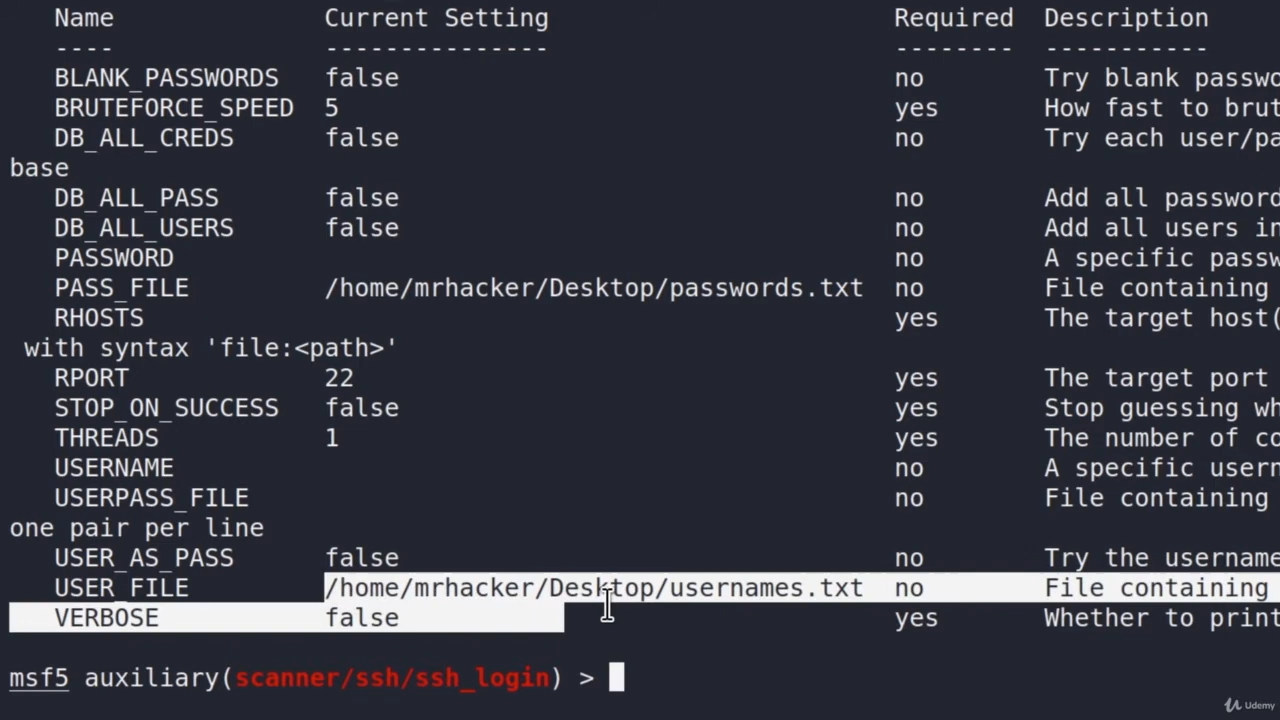 Name Current Setting Required Description
---- --------------- -------- -----------
BLANK_PASSWORDS false no Try blank passwo
BRUTEFORCE_SPEED 5 yes How fast to brut
DB_ALL_CREDS false no Try each user/pa
base
DB_ALL_PASS false no Add all password
DB_ALL_USERS false no Add all users in
PASSWORD no A specific passw
PASS_FILE /home/mrhacker/Desktop/passwords.txt no File containing
RHOSTS yes The target host(
with syntax 'file:<path>'
RPORT 22 yes The target port
STOP_ON_SUCCESS false yes Stop guessing wh
THREADS 1 yes The number of co
USERNAME no A specific usern
USERPASS_FILE no File containing
one pair per line
USER_AS_PASS false no Try the username
USER_FILE /home/mrhacker/Desktop/usernames.txt no File containing
VERBOSE false yes Whether to print
msf5 auxiliary(scanner/ssh/ssh_login) >
Udemy